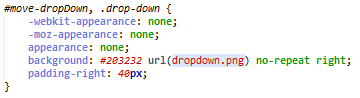 #move-dropDown, .drop-down {
    -webkit-appearance: none;
    -moz-appearance: none;
    appearance: none;
    background: #203232 url(dropdown.png) no-repeat right;
    padding-right: 40px;
}